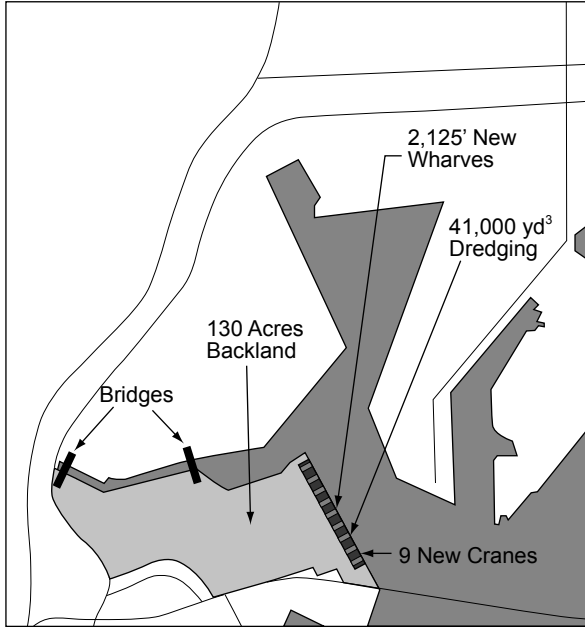 2,125' New
Wharves
41,000 yd³
Dredging
130 Acres
Backland
Bridges
9 New Cranes